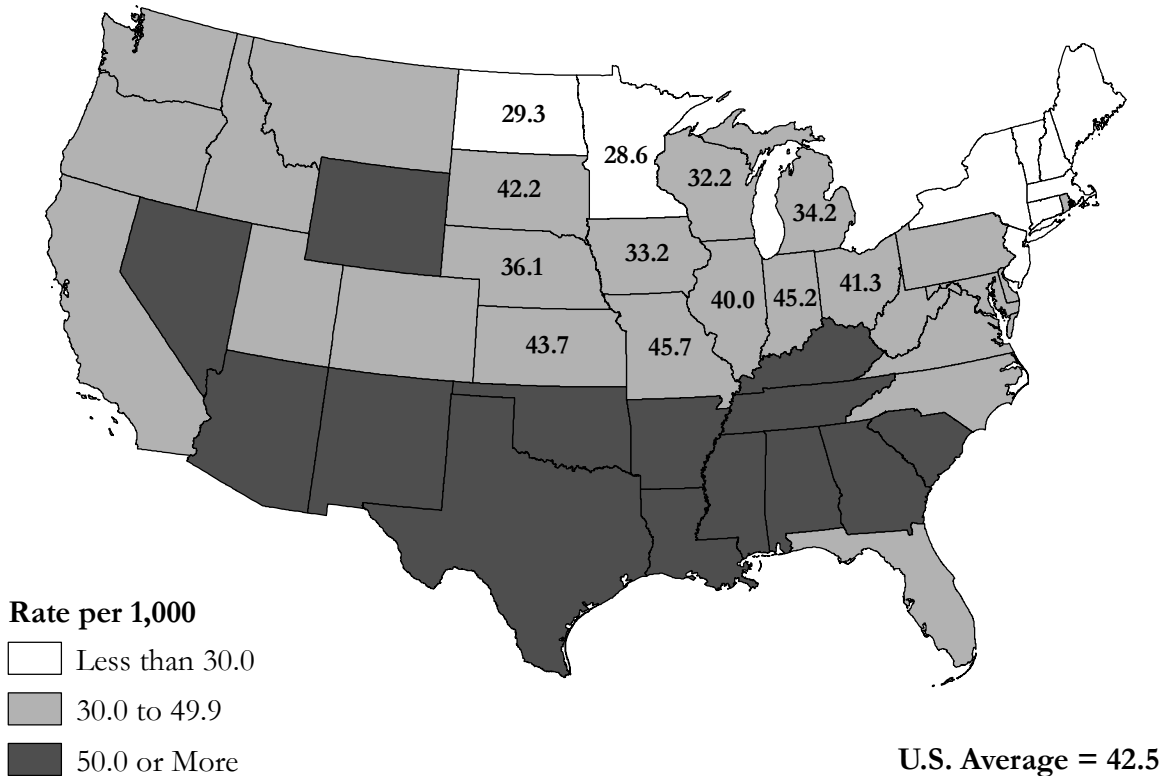 29.3
28.6
42.2
32.2
34.2
33.2
36.1
41.3
40.0
45.2
43.7
45.7
Rate per 1,000
Less than 30.0
30.0 to 49.9
50.0 or More
U.S. Average = 42.5